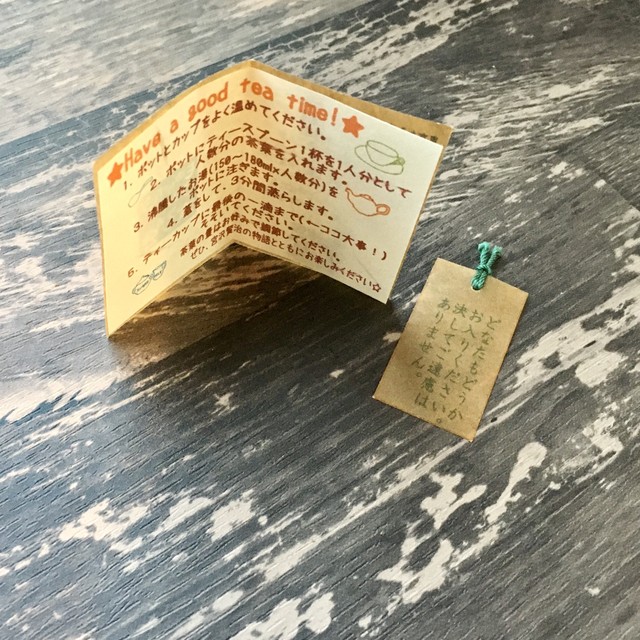 ★Have a good tea time!★
1. ポットとカップをよく温めてください。
2. ポットにティースプーン1杯を1人分として
人数分の茶葉を入れます。
3. 沸騰したお湯(150〜180ml×人数分)を
ポットに注ぎます。
4. 蓋をして、3分間蒸らします。
5. ティーカップに最後の一滴まで(←ココ大事!)
注いでください。
茶葉の量はお好みで調節してください。
ぜひ、宮沢賢治の物語とともにお楽しみください☆
どなたもどうか
お入りください。
決してご遠慮は
ありません